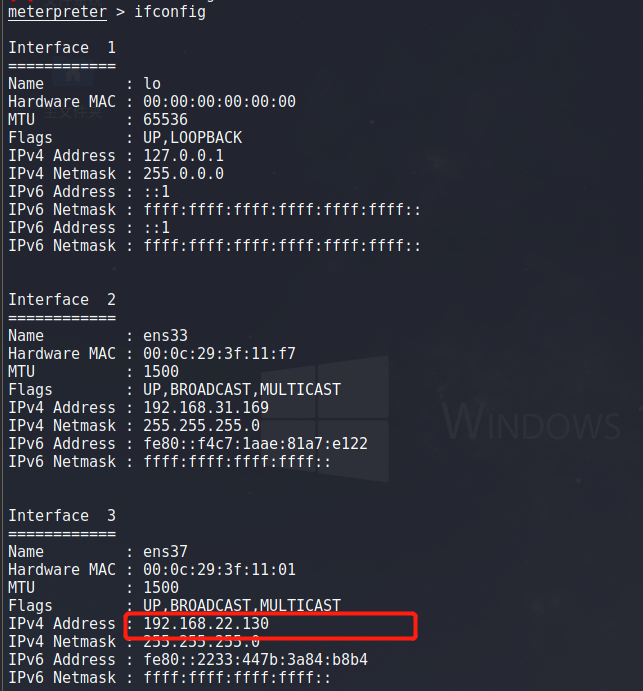 meterpreter > ifconfig
Interface  1
============
Name         : lo
Hardware MAC : 00:00:00:00:00:00
MTU          : 65536
Flags        : UP,LOOPBACK
IPv4 Address : 127.0.0.1
IPv4 Netmask : 255.0.0.0
IPv6 Address : ::1
IPv6 Netmask : ffff:ffff:ffff:ffff:ffff:ffff::
IPv6 Address : ::1
IPv6 Netmask : ffff:ffff:ffff:ffff:ffff:ffff::
Interface  2
============
Name         : ens33
Hardware MAC : 00:0c:29:3f:11:f7
MTU          : 1500
Flags        : UP,BROADCAST,MULTICAST
IPv4 Address : 192.168.31.169
IPv4 Netmask : 255.255.255.0
IPv6 Address : fe80::f4c7:1aae:81a7:e122
IPv6 Netmask : ffff:ffff:ffff:ffff::
WINDOWS
Interface  3
============
Name         : ens37
Hardware MAC : 00:0c:29:3f:11:01
MTU          : 1500
Flags        : UP,BROADCAST,MULTICAST
IPv4 Address : 192.168.22.130
IPv4 Netmask : 255.255.255.0
IPv6 Address : fe80::2233:447b:3a84:b8b4
IPv6 Netmask : ffff:ffff:ffff:ffff::